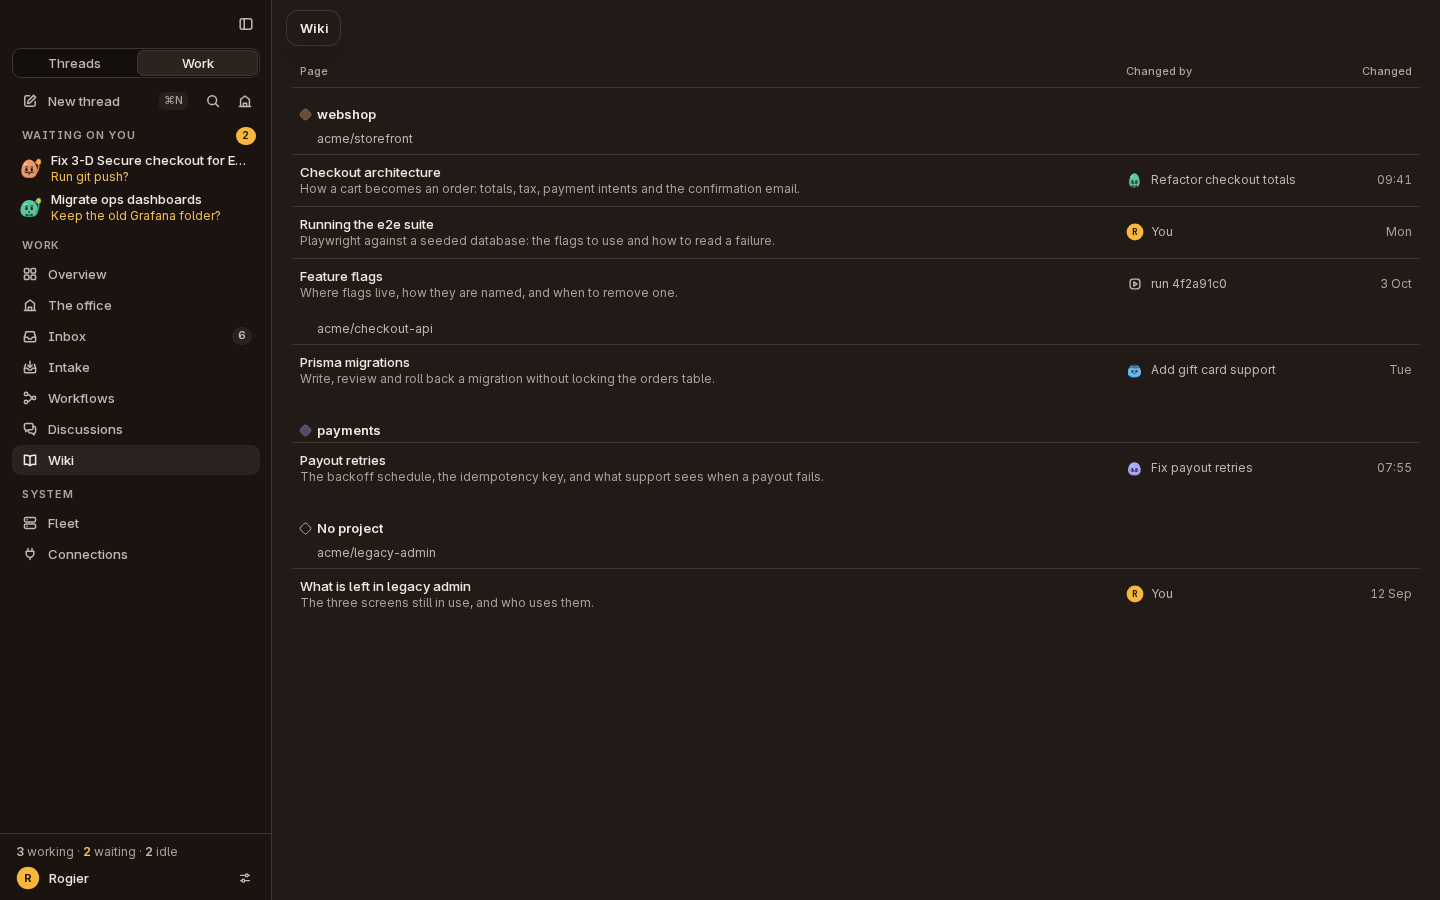 Threads
Work
New thread
⌘N
WAITING ON YOU
2
Fix 3-D Secure checkout for E…
Run git push?
Migrate ops dashboards
Keep the old Grafana folder?
WORK
Overview
The office
Inbox
6
Intake
Workflows
Discussions
Wiki
SYSTEM
Fleet
Connections
3 working · 2 waiting · 2 idle
R
Rogier
Wiki
Page
Changed by
Changed
webshop
acme/storefront
Checkout architecture
How a cart becomes an order: totals, tax, payment intents and the confirmation email.
Refactor checkout totals
09:41
Running the e2e suite
Playwright against a seeded database: the flags to use and how to read a failure.
R
You
Mon
Feature flags
Where flags live, how they are named, and when to remove one.
run 4f2a91c0
3 Oct
acme/checkout-api
Prisma migrations
Write, review and roll back a migration without locking the orders table.
Add gift card support
Tue
payments
Payout retries
The backoff schedule, the idempotency key, and what support sees when a payout fails.
Fix payout retries
07:55
No project
acme/legacy-admin
What is left in legacy admin
The three screens still in use, and who uses them.
R
You
12 Sep